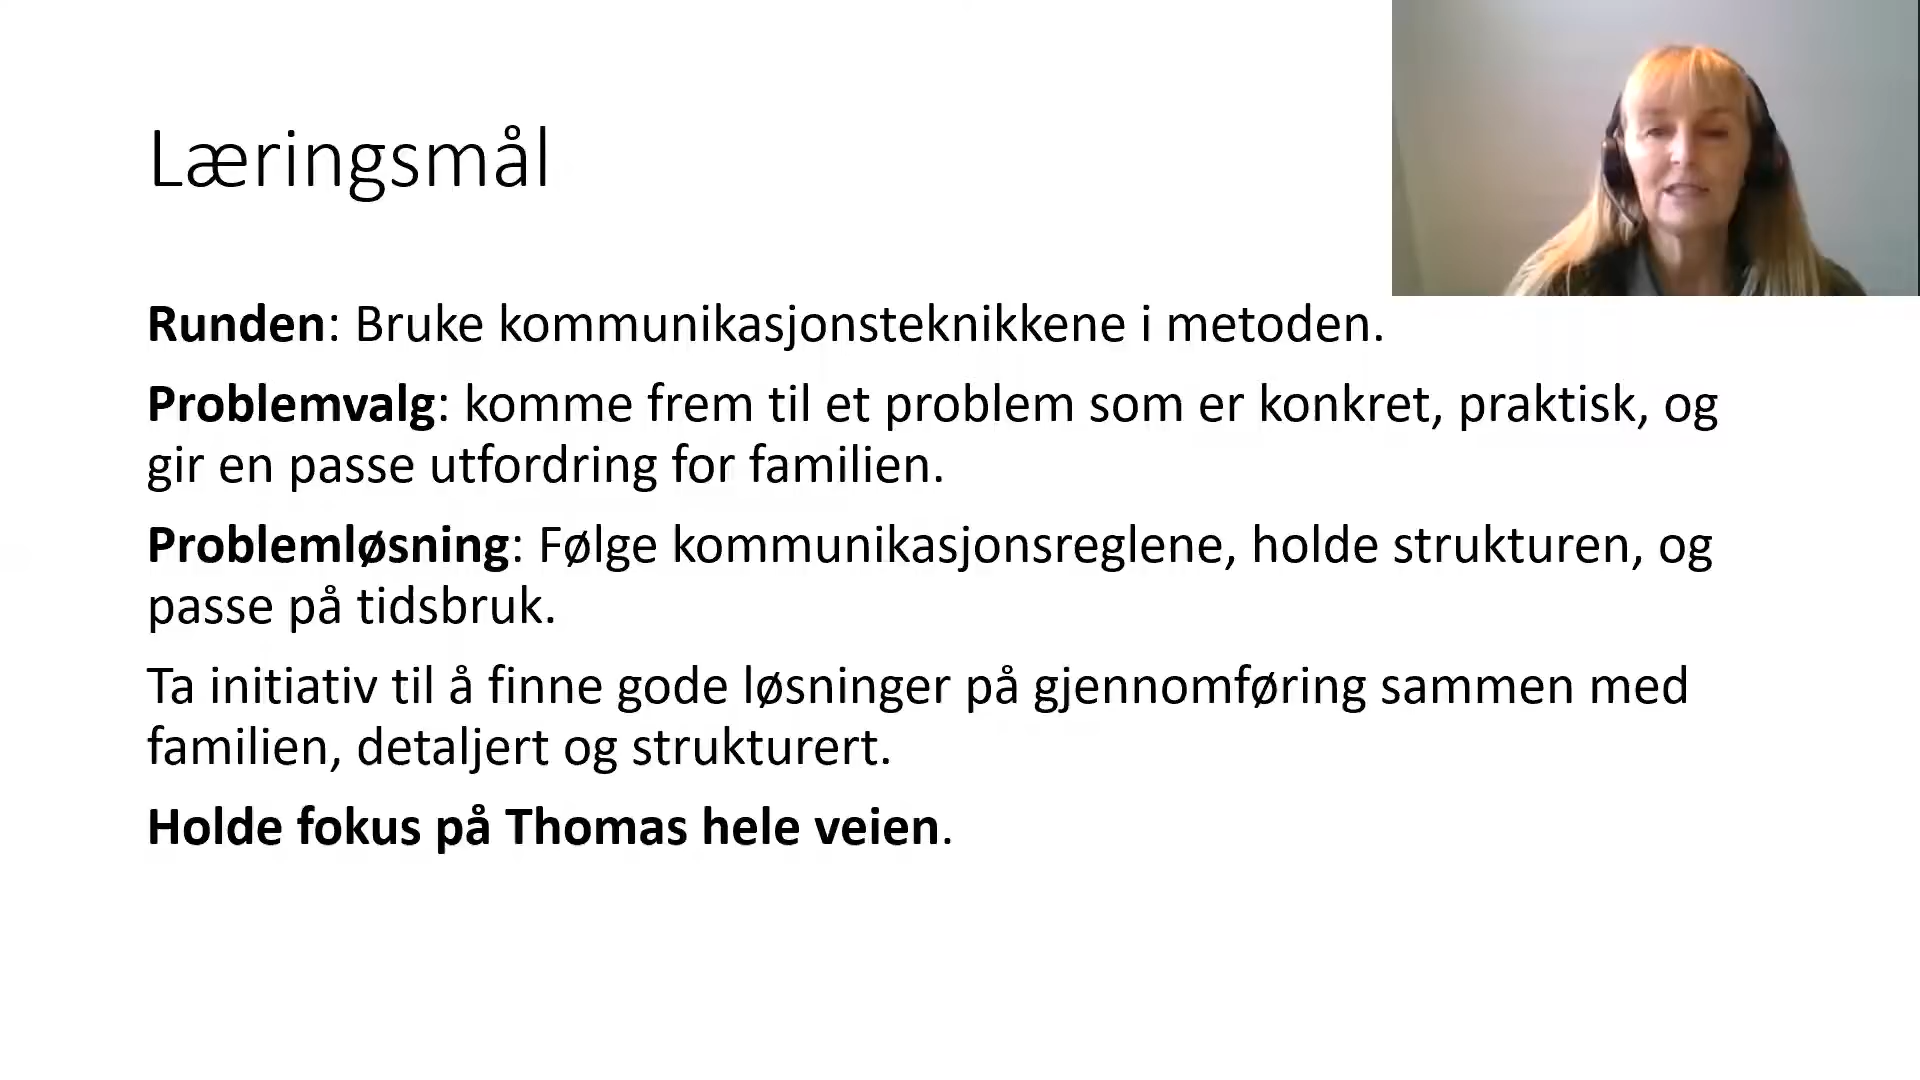 Læringsmål
Runden: Bruke kommunikasjonsteknikkene i metoden.
Problemvalg: komme frem til et problem som er konkret, praktisk, og
gir en passe utfordring for familien.
Problemløsning: Følge kommunikasjonsreglene, holde strukturen, og
passe på tidsbruk.
Ta initiativ til å finne gode løsninger på gjennomføring sammen med
familien, detaljert og strukturert.
Holde fokus på Thomas hele veien.